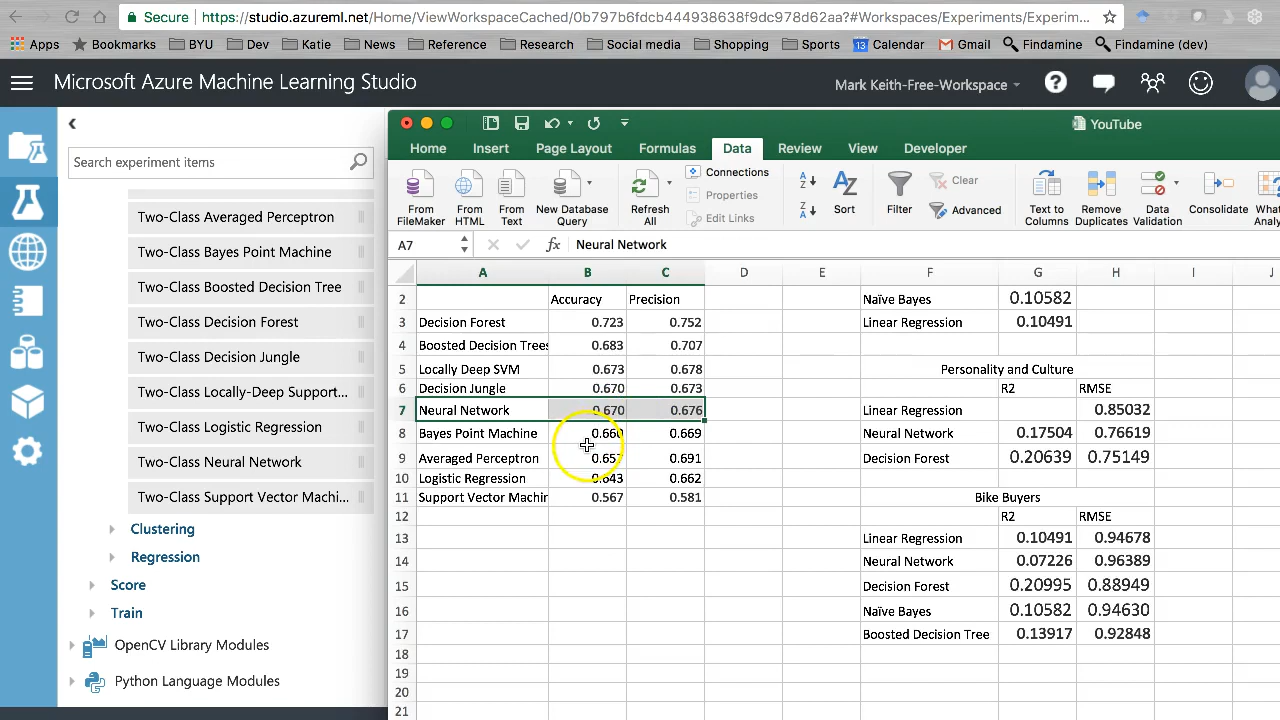 Secure
https://studio.azureml.net/Home/ViewWorkspaceCached/0b797b6fdcb444938638f9dc978d62aa?#Workspaces/Experiments/Experim...
Apps Bookmarks BYU Dev Katie News Reference Research Social media Shopping Sports 13 Calendar Gmail Findamine Findamine (dev)
Microsoft Azure Machine Learning Studio
Mark Keith-Free-Workspace
?
Search experiment items
Two-Class Averaged Perceptron
Two-Class Bayes Point Machine
Two-Class Boosted Decision Tree
Two-Class Decision Forest
Two-Class Decision Jungle
Two-Class Locally-Deep Support...
Two-Class Logistic Regression
Two-Class Neural Network
Two-Class Support Vector Machi...
Clustering
Regression
Score
Train
OpenCV Library Modules
Python Language Modules
YouTube
Home Insert Page Layout Formulas Data Review View Developer
From FileMaker
From HTML
From Text
New Database Query
Refresh All
Connections
Properties
Edit Links
A Z
Z A
A Z
Sort
Filter
Clear
Advanced
Text to Columns
Remove Duplicates
Data Validation
Consolidate
What
Analy
A7 fx Neural Network
A B C D E F G H I J
2 Accuracy Precision Naïve Bayes 0.10582
3 Decision Forest 0.723 0.752 Linear Regression 0.10491
4 Boosted Decision Trees 0.683 0.707
5 Locally Deep SVM 0.673 0.678 Personality and Culture
6 Decision Jungle 0.670 0.673 R2 RMSE
7 Neural Network 0.670 0.676 Linear Regression 0.85032
8 Bayes Point Machine 0.660 0.669 Neural Network 0.17504 0.76619
9 Averaged Perceptron 0.657 0.691 Decision Forest 0.20639 0.75149
10 Logistic Regression 0.643 0.662
11 Support Vector Machin 0.567 0.581 Bike Buyers
12 R2 RMSE
13 Linear Regression 0.10491 0.94678
14 Neural Network 0.07226 0.96389
15 Decision Forest 0.20995 0.88949
16 Naïve Bayes 0.10582 0.94630
17 Boosted Decision Tree 0.13917 0.92848
18
19
20
21